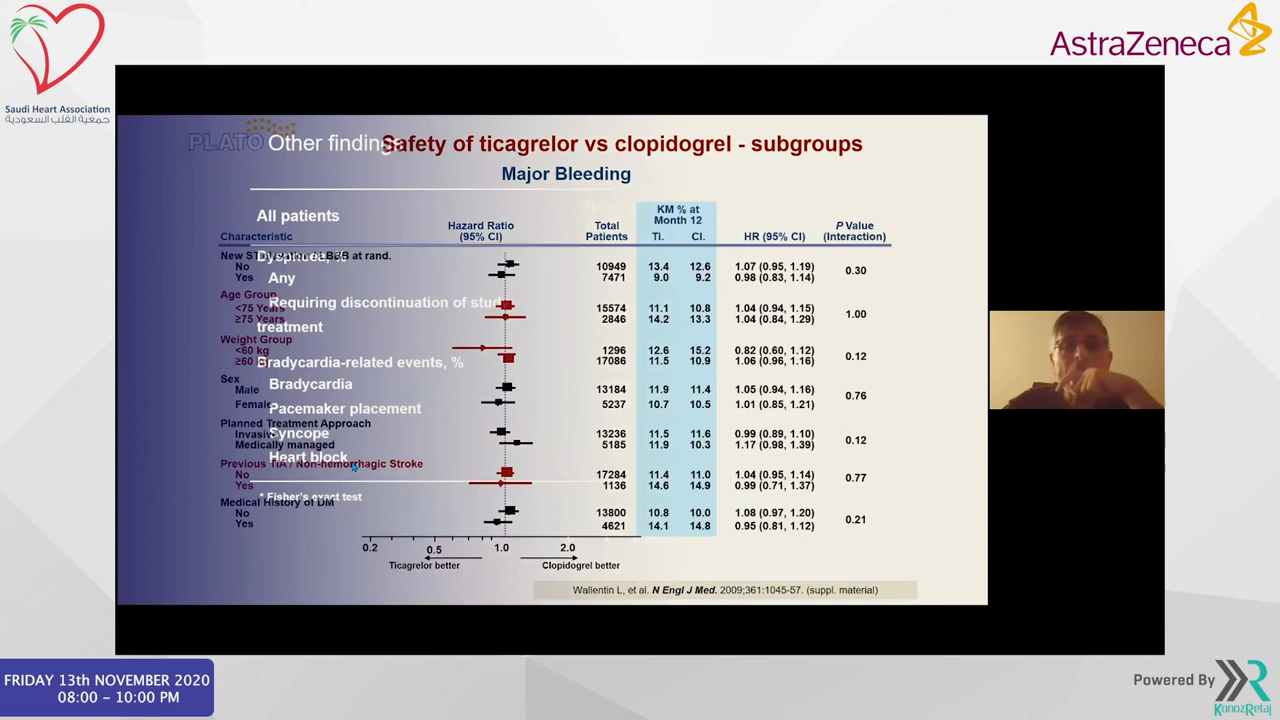 Saudi Heart Association
جمعية القلب السعودية
AstraZeneca
PLATO
Other findings
Safety of ticagrelor vs clopidogrel - subgroups
Major Bleeding
All patients
Characteristic
Hazard Ratio
(95% CI)
Total
Patients
KM % at
Month 12
Ti. Cl.
HR (95% CI)
P Value
(Interaction)
at rand.
No 10949 13.4 12.6 1.07 (0.95, 1.19)
Yes 7471 9.0 9.2 0.98 (0.83, 1.14)
0.30
Any
Age Group
<75 Years 15574 11.1 10.8 1.04 (0.94, 1.15)
≥75 Years 2846 14.2 13.3 1.04 (0.84, 1.29)
1.00
Requiring discontinuation of
treatment
Weight Group
<60 kg 1296 12.6 15.2 0.82 (0.60, 1.12)
≥60 17086 11.5 10.9 1.06 (0.96, 1.16)
0.12
Bradycardia-related events, %
Sex
Male 13184 11.9 11.4 1.05 (0.94, 1.16)
Female 5237 10.7 10.5 1.01 (0.85, 1.21)
0.76
Bradycardia
Pacemaker placement
Planned Treatment Approach
Invasive 13236 11.5 11.6 0.99 (0.89, 1.10)
Medically managed 5185 11.9 10.3 1.17 (0.98, 1.39)
0.12
Syncope
Heart block
Previous TIA / Non-hemorrhagic Stroke
No 17284 11.4 11.0 1.04 (0.95, 1.14)
Yes 1136 14.6 14.9 0.99 (0.71, 1.37)
0.77
* Fisher's exact test
Medical History of DM
No 13800 10.8 10.0 1.08 (0.97, 1.20)
Yes 4621 14.1 14.8 0.95 (0.81, 1.12)
0.21
0.2 0.5 1.0 2.0
Ticagrelor better Clopidogrel better
Wallentin L, et al. N Engl J Med. 2009;361:1045-57. (suppl. material)
FRIDAY 13th NOVEMBER 2020
08:00 – 10:00 PM
Powered By
KonozRetaj